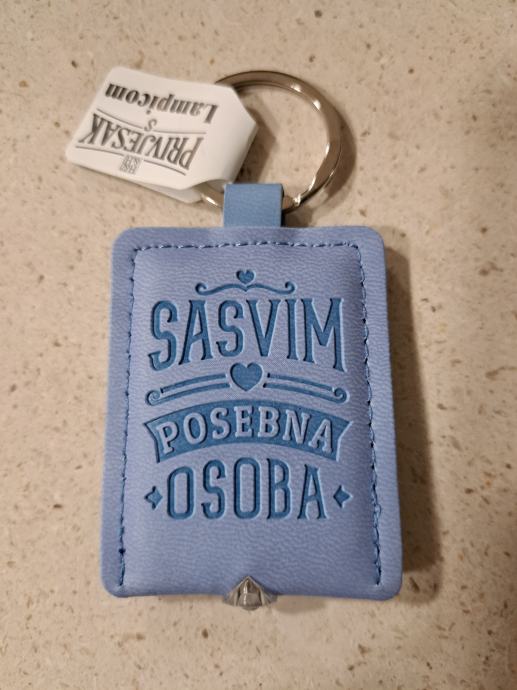 PRIVJESAK
S
Lampicom
SASVIM
POSEBNA
OSOBA